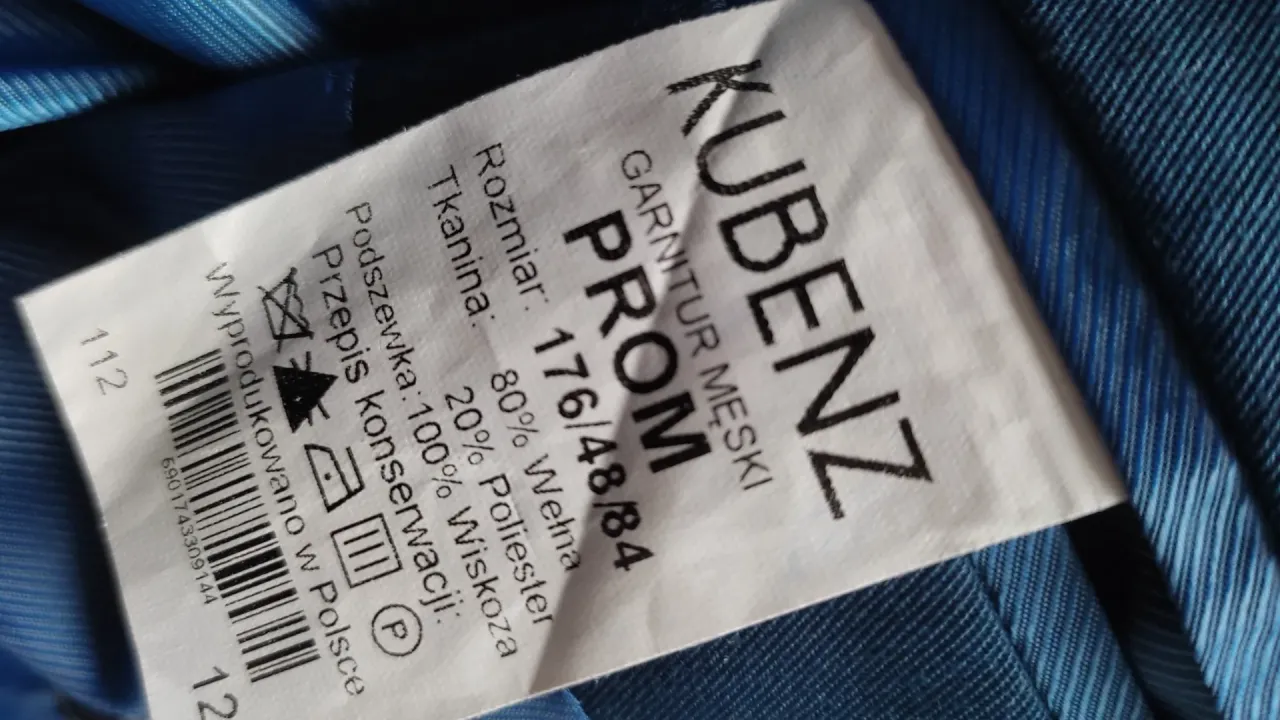 KUBENZ
GARNITUR MĘSKI
PROM
Rozmiar: 176/48/84
Tkanina: 80% Wełna
20% Poliester
Podszewka:100% Wiskoza
Przepis konserwacji:
P
Wyprodukowano w Polsce
5901743309144
112 12